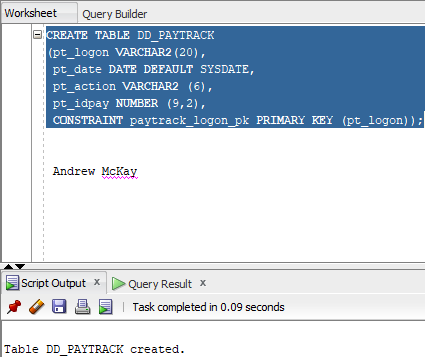 Worksheet Query Builder
CREATE TABLE DD_PAYTRACK
(pt_logon VARCHAR2(20),
pt_date DATE DEFAULT SYSDATE,
pt_action VARCHAR2 (6),
pt_idpay NUMBER (9,2),
CONSTRAINT paytrack_logon_pk PRIMARY KEY (pt_logon));
Andrew McKay
Script Output x Query Result x
Task completed in 0.09 seconds
Table DD_PAYTRACK created.